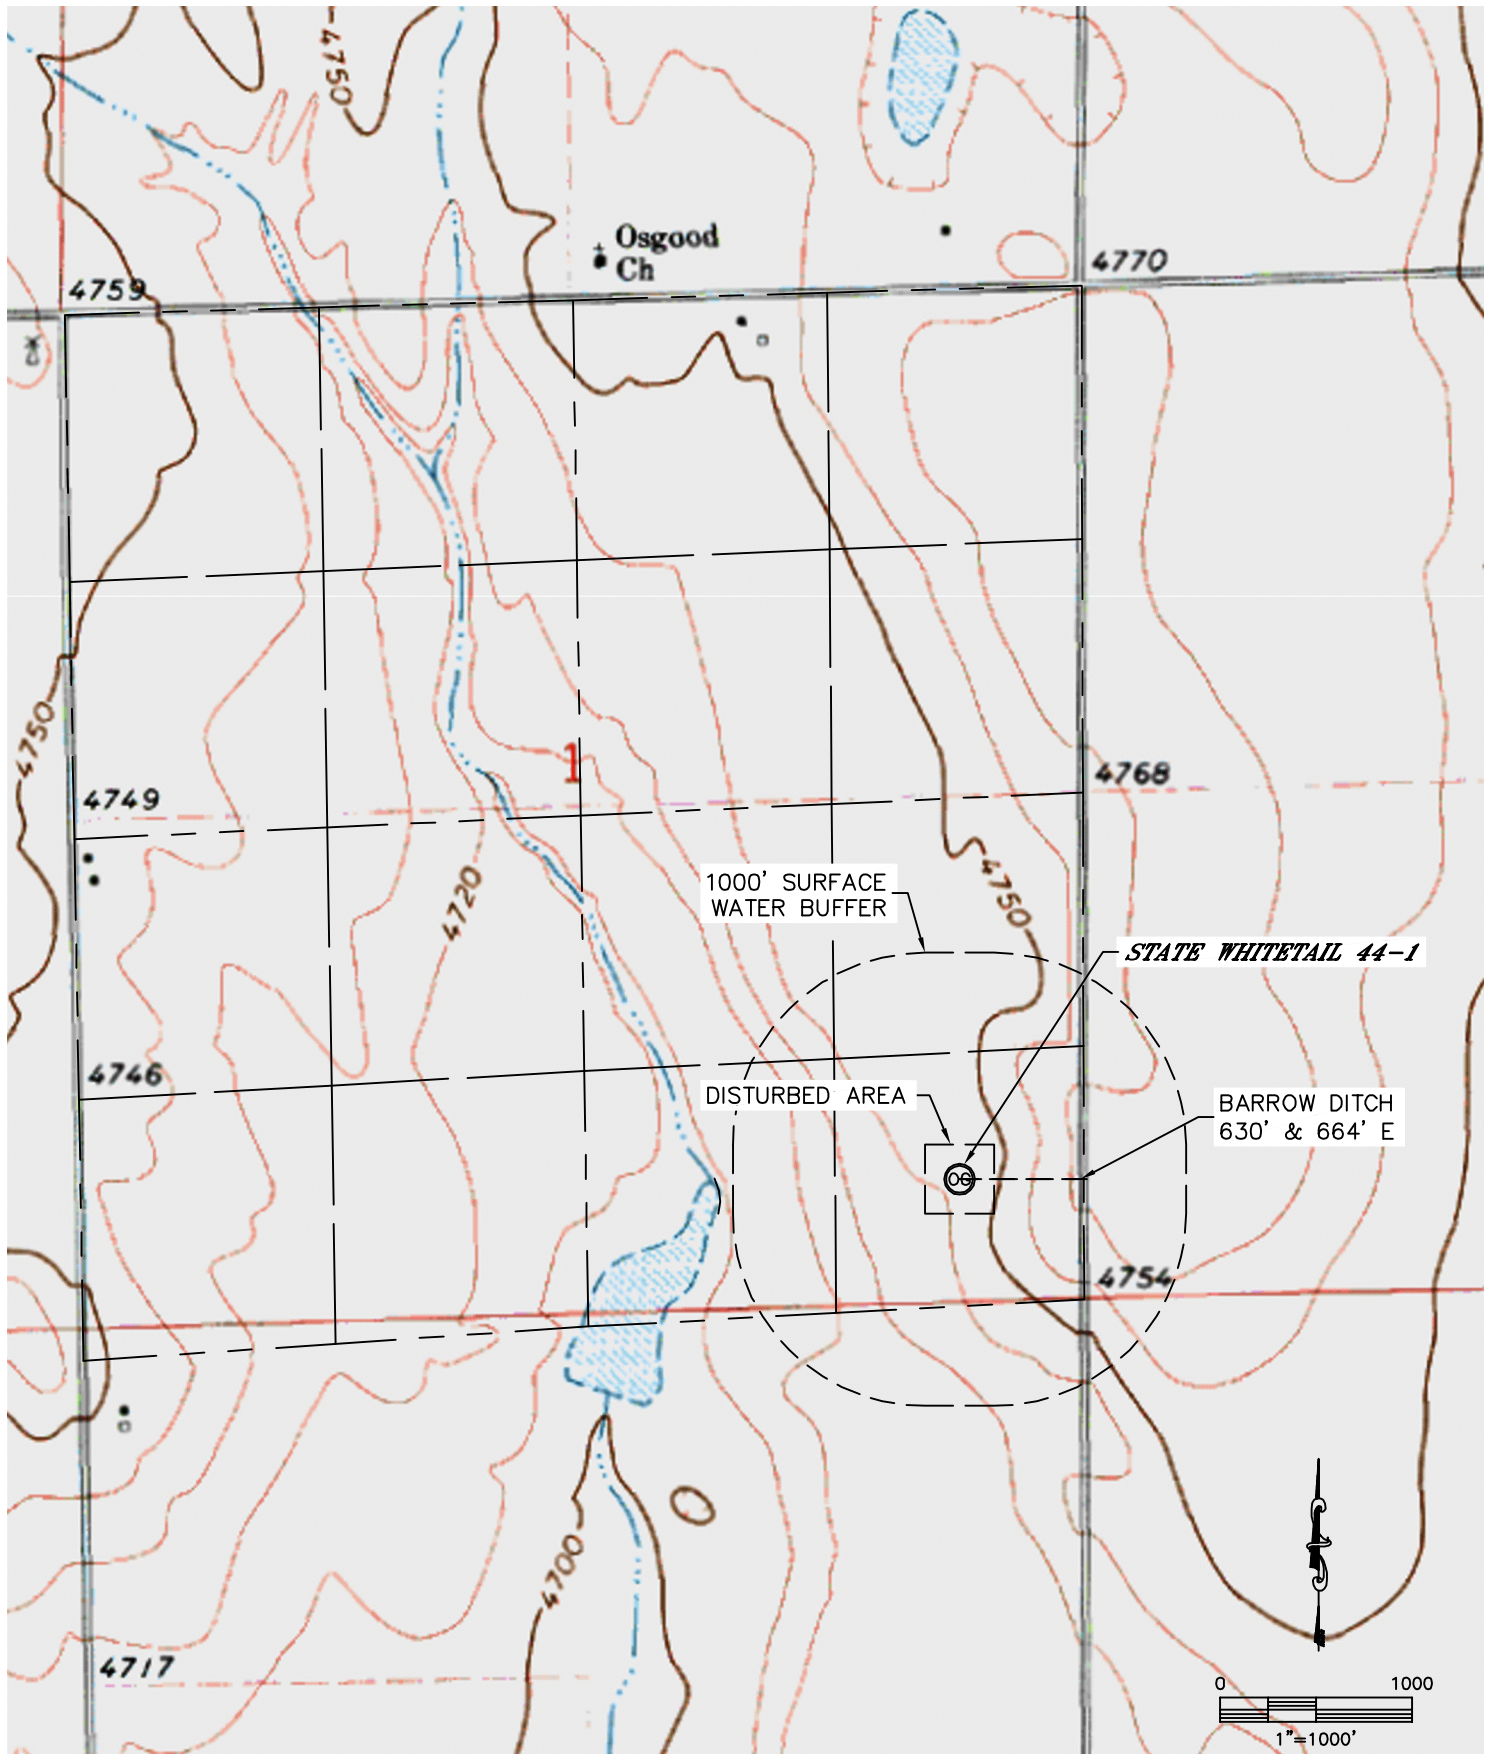 4750
Osgood
Ch
4759
4770
4750
4749
1
4768
4720
1000' SURFACE
WATER BUFFER
4750
STATE WHITETAIL 44-1
4746
DISTURBED AREA
BARROW DITCH
630' & 664' E
OG
4754
4700
4717
0 1000
1"=1000'